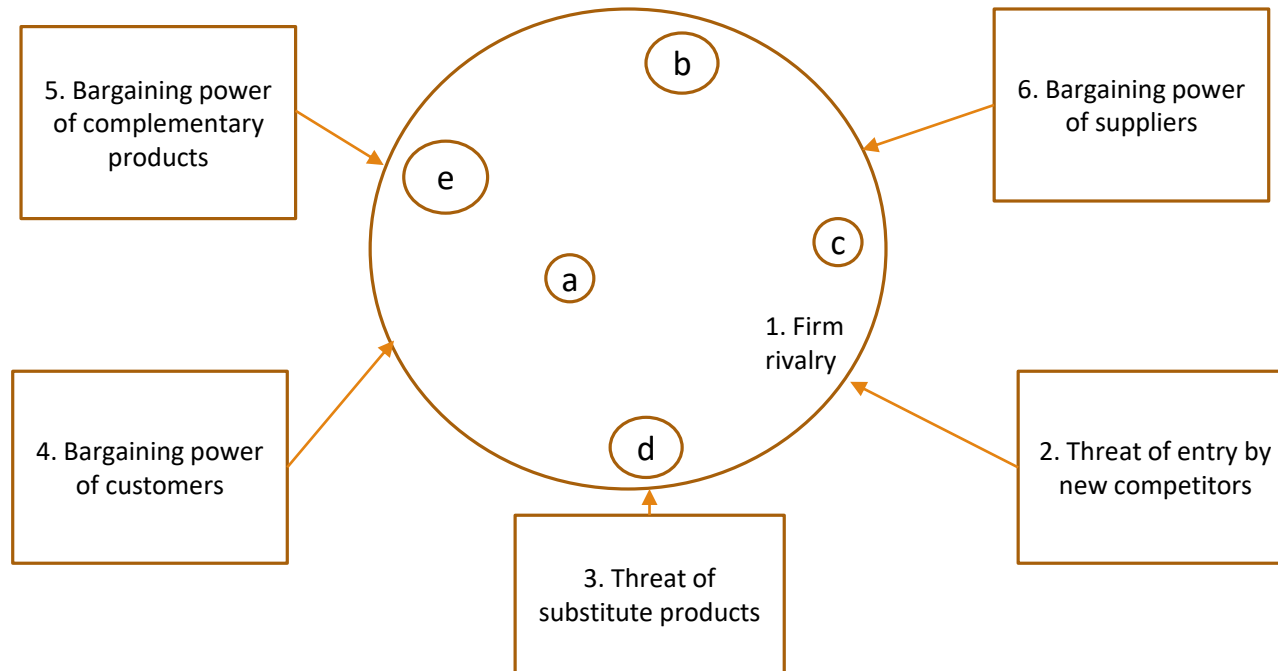 b
5. Bargaining power
of complementary
products
6. Bargaining power
of suppliers
e
c
a
1. Firm
rivalry
4. Bargaining power
of customers
d
2. Threat of entry by
new competitors
3. Threat of
substitute products